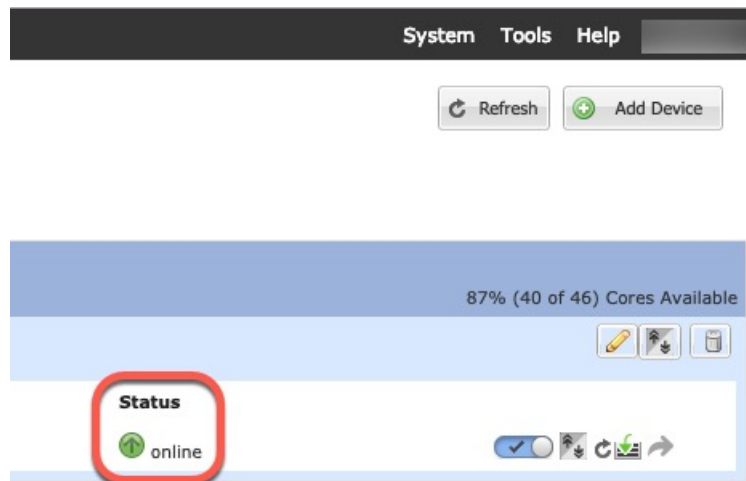 System Tools Help
Refresh Add Device
87% (40 of 46) Cores Available
Status
online